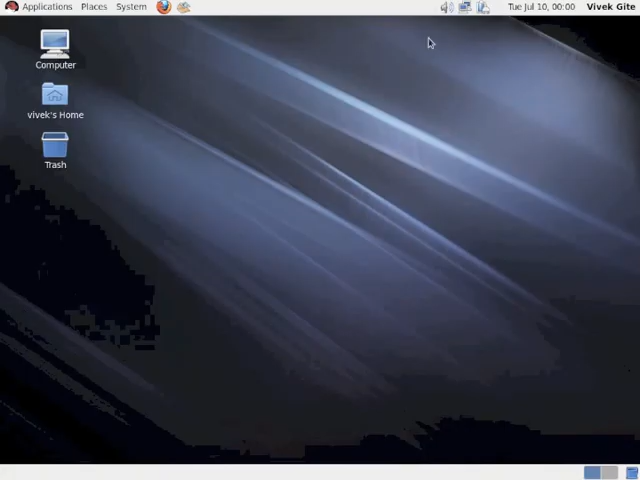 Applications Places System Tue Jul 10, 00:00 Vivek Gite
Computer
vivek's Home
Trash